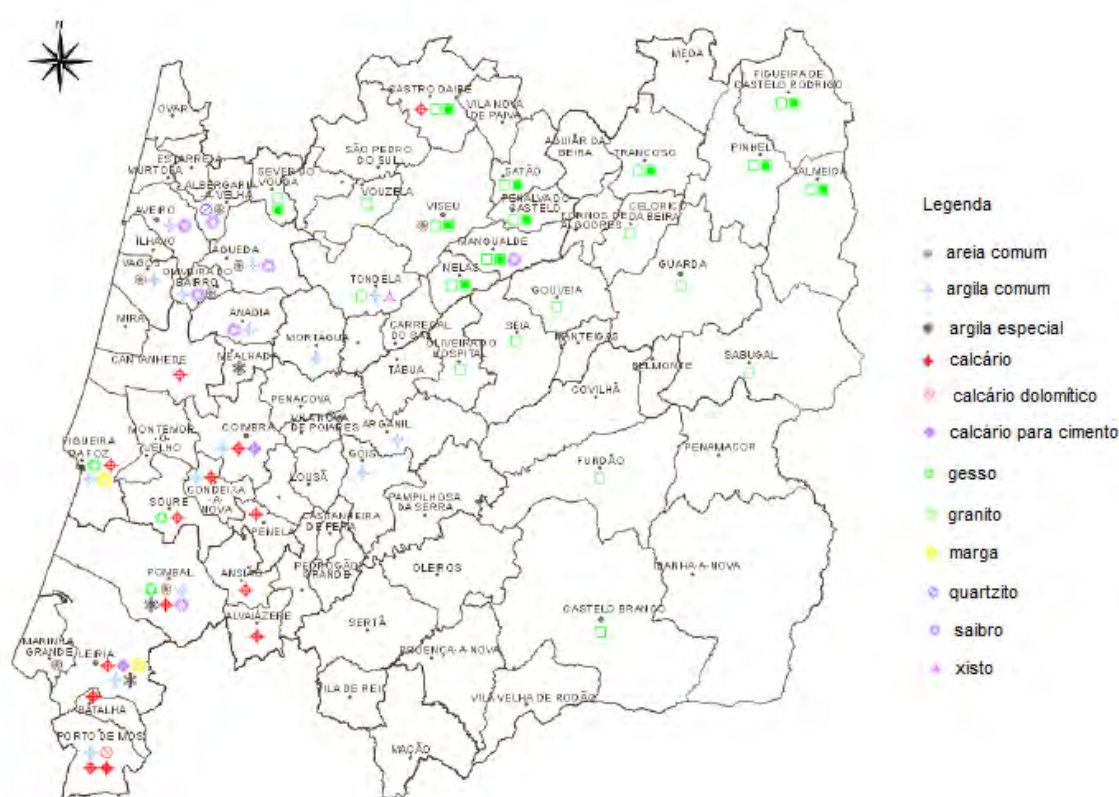 N
MEDA
FIGUEIRA DE
CASTELO RODRIGO
CASTRO DAIRE
VILA NOVA
DE PAIVA
OVAR
AGUIAR DA
BEIRA
TRANCOSO
PINHEL
SÃO PEDRO
DO SUL
ESTARREJA
MURTOSA
ALBERGARIA
A-VELHA
SEVER DO
VOUGA
VOUZELA
SATÃO
ALMEIDA
PENALVA DO
CASTELO
VISEU
AVEIRO
FORNOS DE
ALGODRES
CELORICO
DA BEIRA
ÍLHAVO
MANGUALDE
VAGOS
AGUEDA
OLIVEIRA DO
BAIRRO
TONDELA
NELAS
GUARDA
GOUVEIA
MIRA
ANADIA
MORTÁGUA
CARREGAL
DO SAL
OLIVEIRA DO
HOSPITAL
SEIA
MANTEIGAS
CANTANHEDE
MEALHADA
TÁBUA
BELMONTE
SABUGAL
COVILHÃ
PENACOVA
VILA NOVA
DE POIARES
ARGANIL
MONTEMOR
-O-
VELHO
COIMBRA
FIGUEIRA
DA FOZ
GOIS
PENAMACOR
FUNDÃO
LOUSÃ
CONDEIXA
-A-
NOVA
SOURE
PAMPILHOSA
DA SERRA
PENELA
CASTANHEIRA
DE PERA
POMBAL
ANSIÃO
PEDROGÃO
GRANDE
OLEIROS
IDANHA-A-NOVA
ALVAIÁZERE
CASTELO BRANCO
SERTÃ
MARINHA
GRANDE
LEIRIA
PROENÇA-A-NOVA
BATALHA
VILA DE REI
VILA VELHA DE RODÃO
PORTO DE MOS
MAÇÃO
Legenda
areia comum
argila comum
argila especial
calcário
calcário dolomítico
calcário para cimento
gesso
granito
marga
quartzito
saibro
xisto